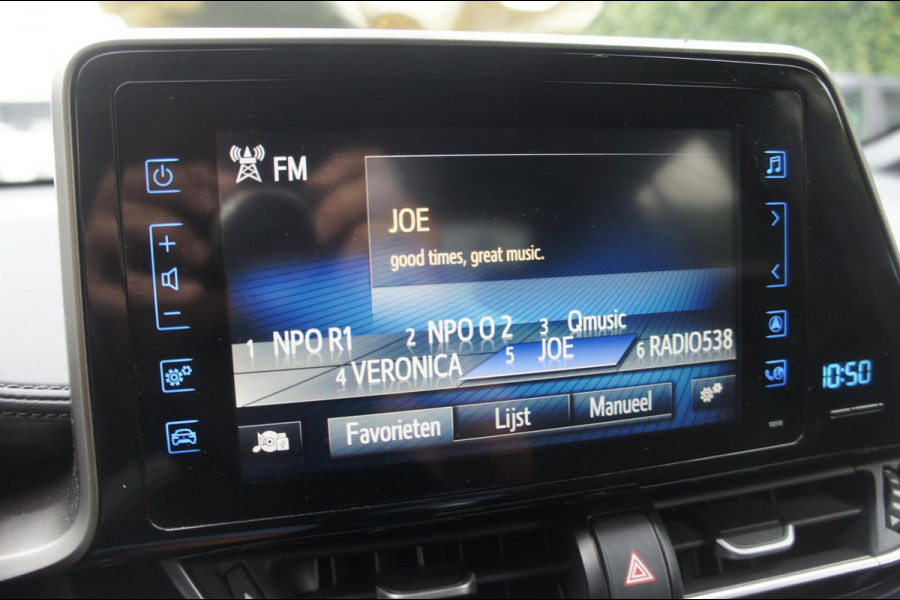 FM
JOE
good times, great music.
1 NPO R1 2 NPO O 2 3 Qmusic
4 VERONICA 5 JOE 6 RADIO538
Favorieten Lijst Manueel
10:50